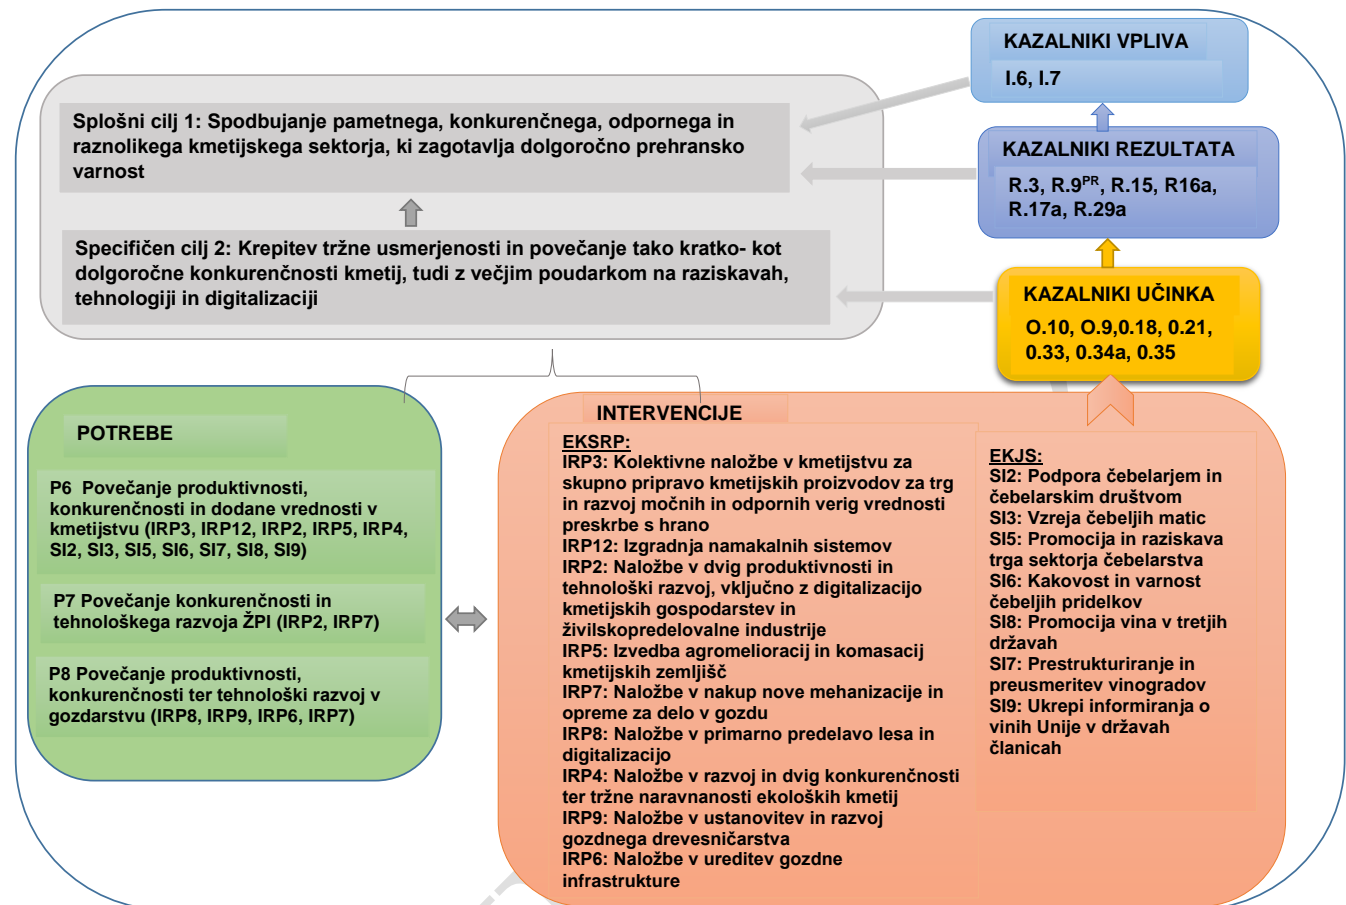 KAZALNIKI VPLIVA
I.6, I.7
Splošni cilj 1: Spodbujanje pametnega, konkurenčnega, odpornega in
raznolikega kmetijskega sektorja, ki zagotavlja dolgoročno prehransko
varnost
KAZALNIKI REZULTATA
R.3, R.9PR, R.15, R16a,
R.17a, R.29a
Specifičen cilj 2: Krepitev tržne usmerjenosti in povečanje tako kratko- kot
dolgoročne konkurenčnosti kmetij, tudi z večjim poudarkom na raziskavah,
tehnologiji in digitalizaciji
KAZALNIKI UČINKA
O.10, O.9,0.18, 0.21,
0.33, 0.34a, 0.35
POTREBE
P6 Povečanje produktivnosti,
konkurenčnosti in dodane vrednosti v
kmetijstvu (IRP3, IRP12, IRP2, IRP5, IRP4,
SI2, SI3, SI5, SI6, SI7, SI8, SI9)
P7 Povečanje konkurenčnosti in
tehnološkega razvoja ŽPI (IRP2, IRP7)
P8 Povečanje produktivnosti,
konkurenčnosti ter tehnološki razvoj v
gozdarstvu (IRP8, IRP9, IRP6, IRP7)
INTERVENCIJE
EKSRP:
IRP3: Kolektivne naložbe v kmetijstvu za
skupno pripravo kmetijskih proizvodov za trg
in razvoj močnih in odpornih verig vrednosti
preskrbe s hrano
IRP12: Izgradnja namakalnih sistemov
IRP2: Naložbe v dvig produktivnosti in
tehnološki razvoj, vključno z digitalizacijo
kmetijskih gospodarstev in
živilskopredelovalne industrije
IRP5: Izvedba agromelioracij in komasacij
kmetijskih zemljišč
IRP7: Naložbe v nakup nove mehanizacije in
opreme za delo v gozdu
IRP8: Naložbe v primarno predelavo lesa in
digitalizacijo
IRP4: Naložbe v razvoj in dvig konkurenčnosti
ter tržne naravnanosti ekoloških kmetij
IRP9: Naložbe v ustanovitev in razvoj
gozdnega drevesničarstva
IRP6: Naložbe v ureditev gozdne
infrastrukture
EKJS:
SI2: Podpora čebelarjem in
čebelarskim društvom
SI3: Vzreja čebeljih matic
SI5: Promocija in raziskava
trga sektorja čebelarstva
SI6: Kakovost in varnost
čebeljih pridelkov
SI8: Promocija vina v tretjih
državah
SI7: Prestrukturiranje in
preusmeritev vinogradov
SI9: Ukrepi informiranja o
vinih Unije v državah
članicah